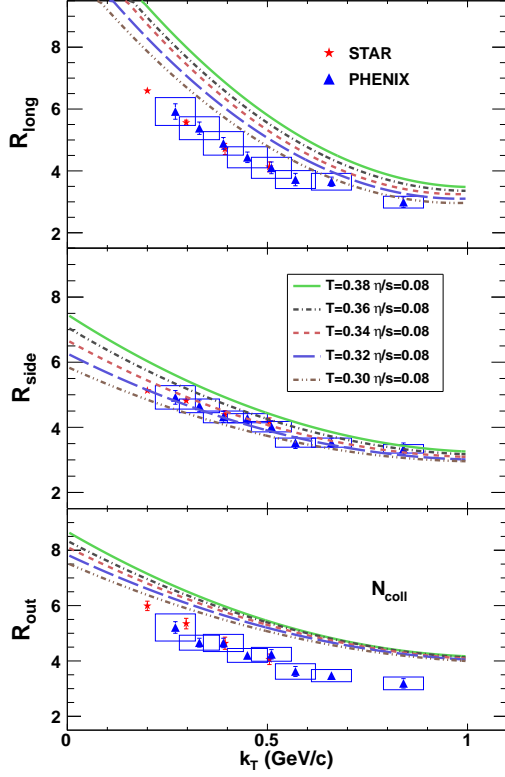 8
6
4
2
R_long
STAR
PHENIX
8
6
4
2
R_side
T=0.38 η/s=0.08
T=0.36 η/s=0.08
T=0.34 η/s=0.08
T=0.32 η/s=0.08
T=0.30 η/s=0.08
8
6
4
2
R_out
N_coll
0 0.5 1
k_T (GeV/c)